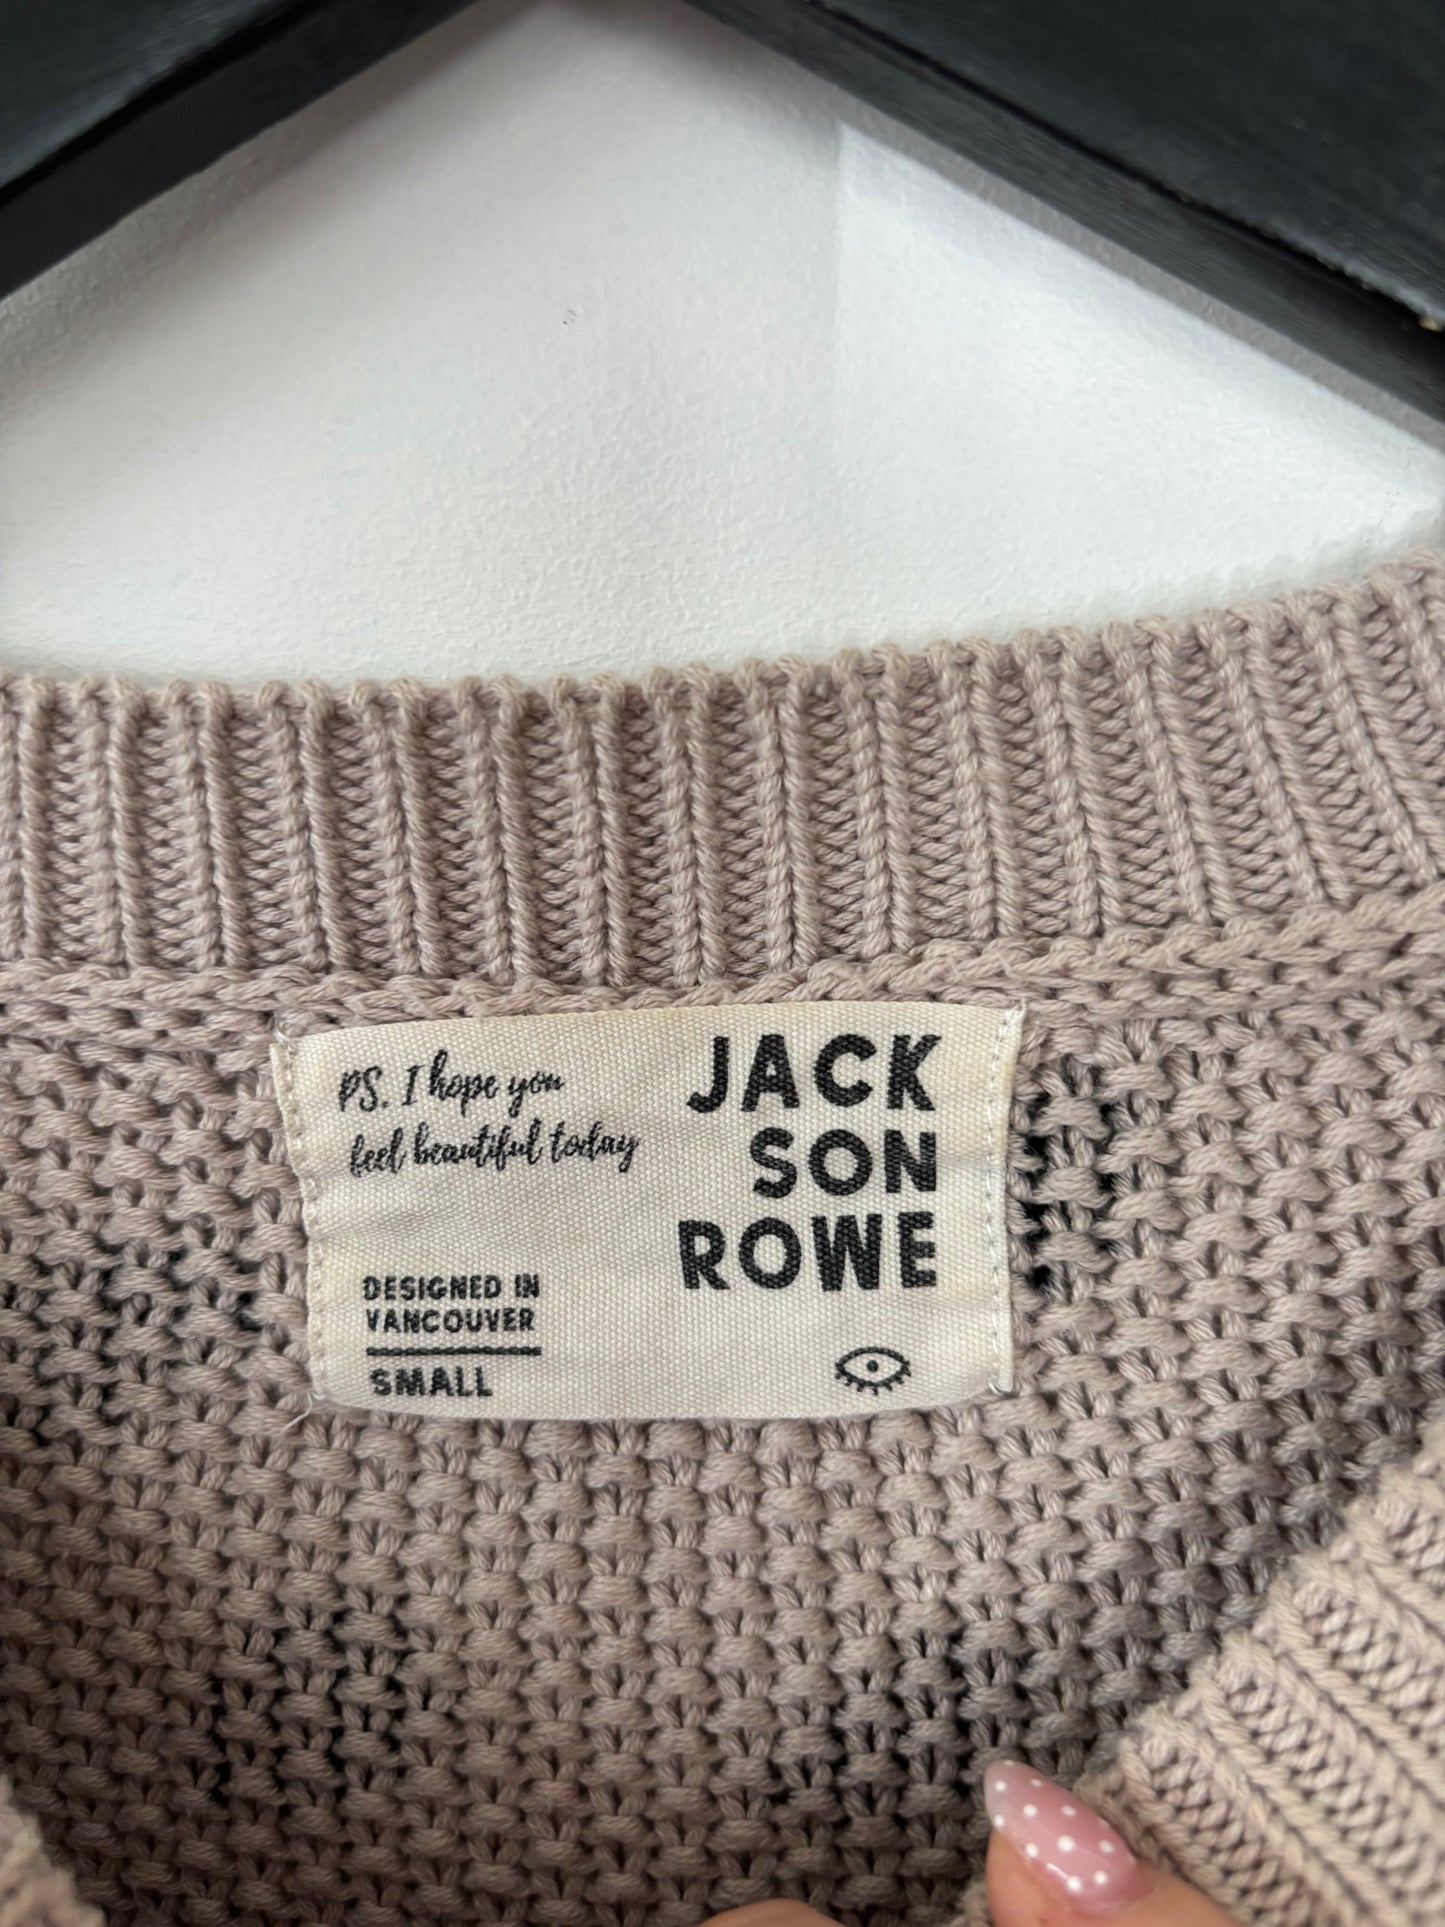 PS. I hope you
feel beautiful today
JACK
SON
ROWE
DESIGNED IN
VANCOUVER
SMALL